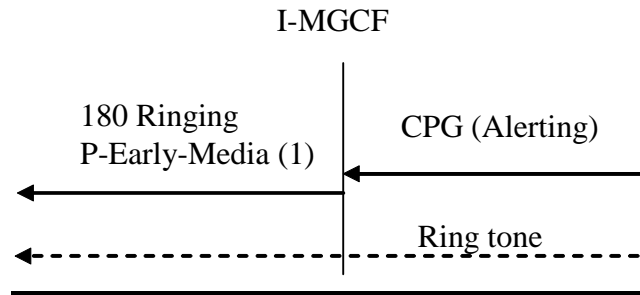 I-MGCF
180 Ringing
P-Early-Media (1)
CPG (Alerting)
Ring tone